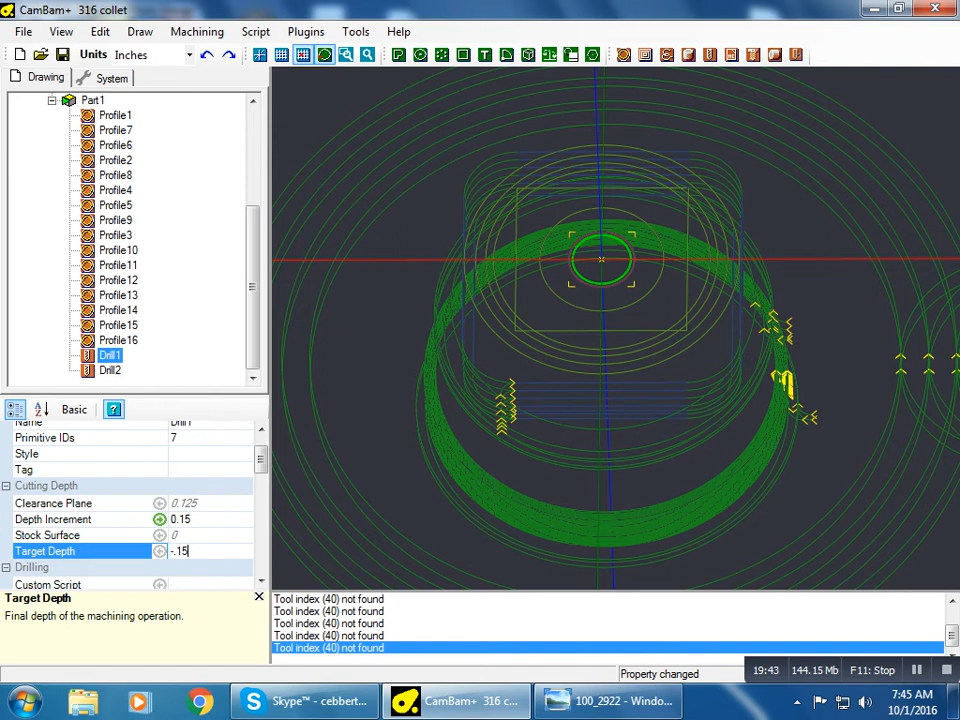 CamBam+ 316 collet
File View Edit Draw Machining Script Plugins Tools Help
Units Inches
Drawing System
Part1
Profile1
Profile7
Profile6
Profile2
Profile8
Profile4
Profile5
Profile9
Profile3
Profile10
Profile11
Profile12
Profile13
Profile14
Profile15
Profile16
Drill1
Drill2
Basic
Name Drill1
Primitive IDs 7
Style
Tag
Cutting Depth
Clearance Plane 0.125
Depth Increment 0.15
Stock Surface 0
Target Depth -.15
Drilling
Custom Script
Target Depth
Final depth of the machining operation.
Tool index (40) not found
Tool index (40) not found
Tool index (40) not found
Tool index (40) not found
Tool index (40) not found
Property changed
19:43 144.15 Mb F11: Stop
Skype™ - cebbert...
CamBam+ 316 c...
100_2922 - Windo...
7:45 AM
10/1/2016